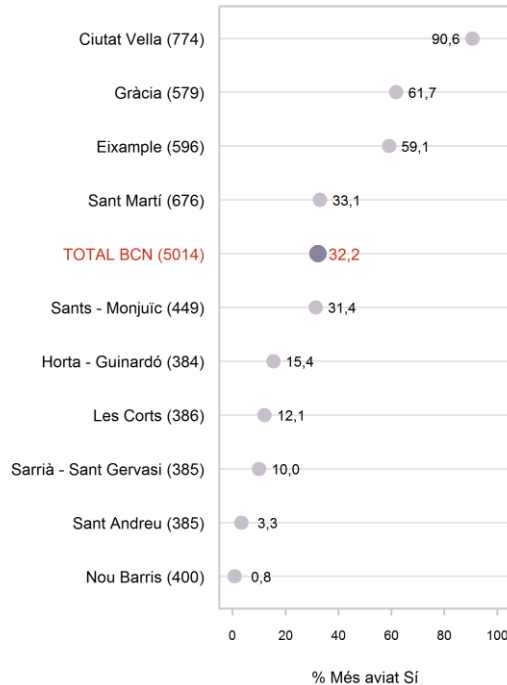 Ciutat Vella (774) 90,6
Gràcia (579) 61,7
Eixample (596) 59,1
Sant Martí (676) 33,1
TOTAL BCN (5014) 32,2
Sants - Monjuïc (449) 31,4
Horta - Guinardó (384) 15,4
Les Corts (386) 12,1
Sarrià - Sant Gervasi (385) 10,0
Sant Andreu (385) 3,3
Nou Barris (400) 0,8
0 20 40 60 80 100
% Més aviat Sí